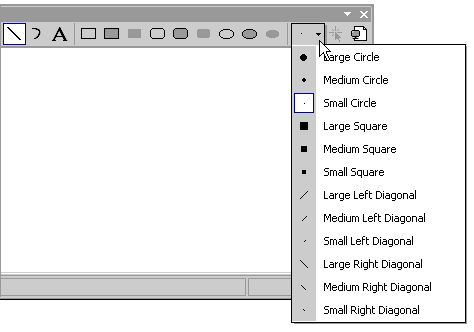 A
Large Circle
Medium Circle
Small Circle
Large Square
Medium Square
Small Square
Large Left Diagonal
Medium Left Diagonal
Small Left Diagonal
Large Right Diagonal
Medium Right Diagonal
Small Right Diagonal